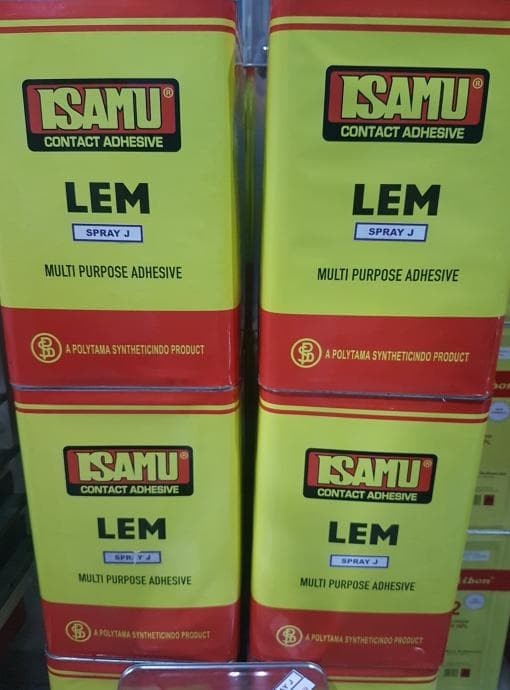 ISAMU®
CONTACT ADHESIVE
LEM
SPRAY J
MULTI PURPOSE ADHESIVE
A POLYTAMA SYNTHETICINDO PRODUCT
ISAMU®
CONTACT ADHESIVE
LEM
SPRAY J
MULTI PURPOSE ADHESIVE
A POLYTAMA SYNTHETICINDO PRODUCT
ISAMU®
CONTACT ADHESIVE
LEM
SPRAY J
MULTI PURPOSE ADHESIVE
A POLYTAMA SYNTHETICINDO PRODUCT
ISAMU®
CONTACT ADHESIVE
LEM
SPRAY J
MULTI PURPOSE ADHESIVE
A POLYTAMA SYNTHETICINDO PRODUCT